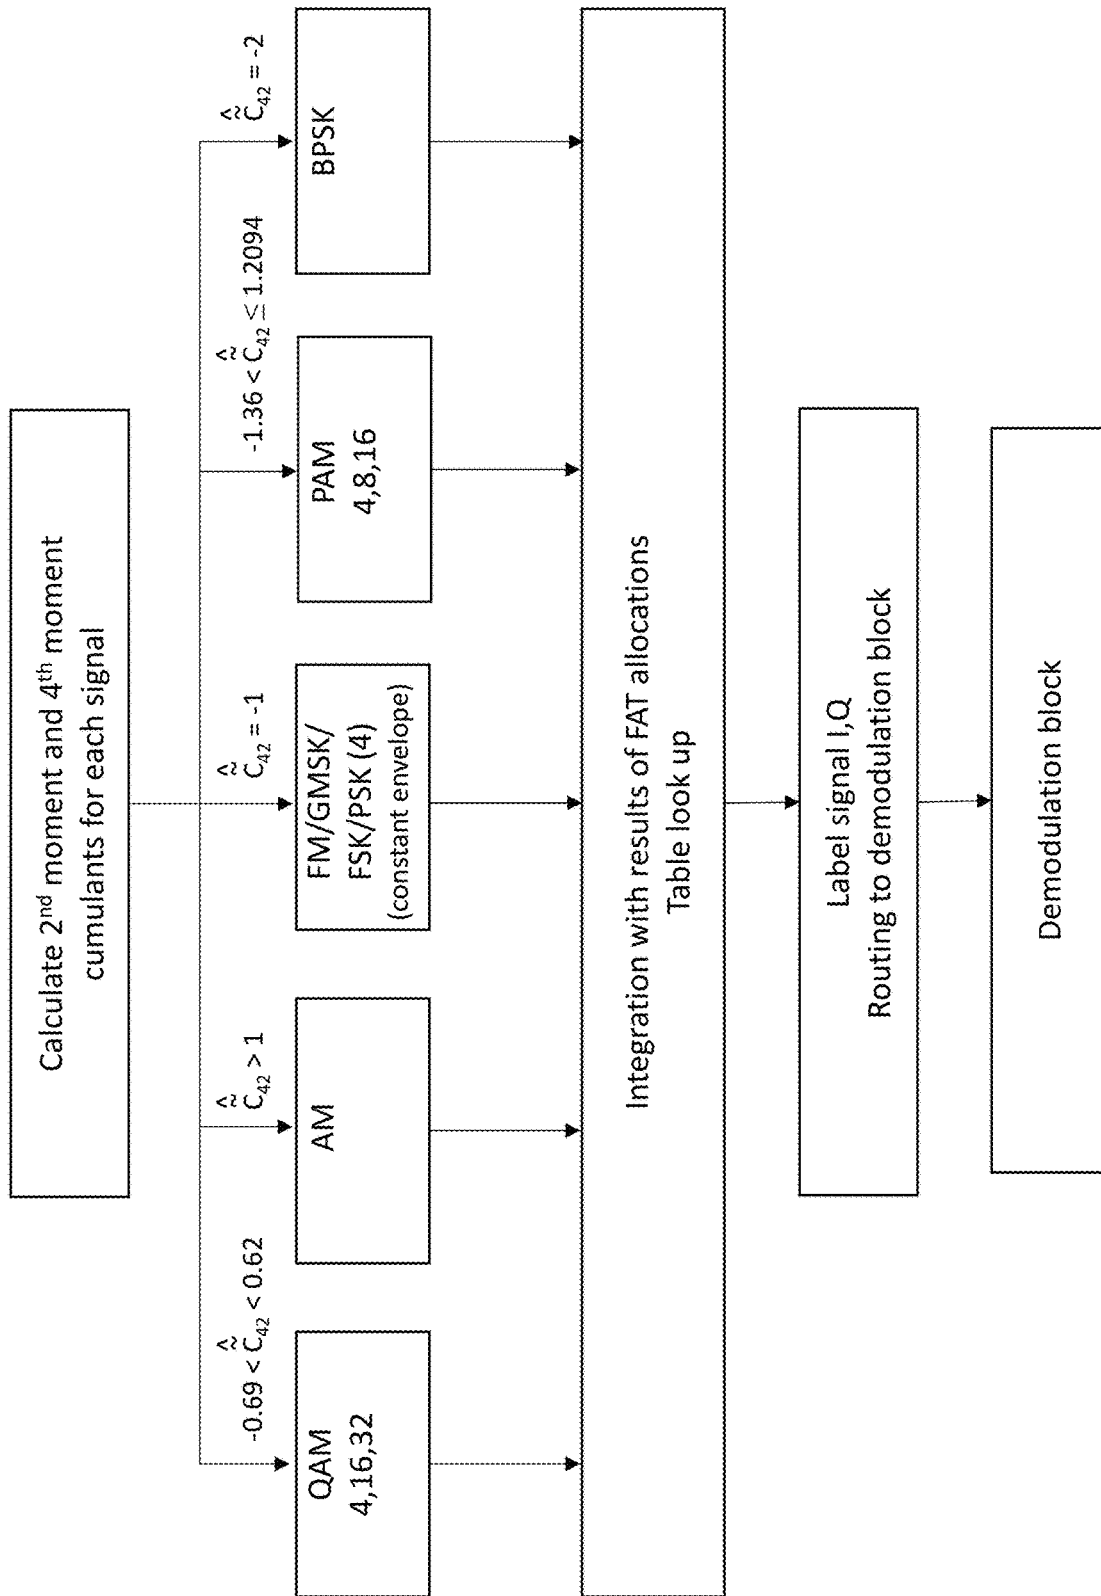 Calculate 2nd moment and 4th moment
cumulants for each signal
-0.69 < C̃̂42 < 0.62
C̃̂42 > 1
C̃̂42 = -1
-1.36 < C̃̂42 ≤ 1.2094
C̃̂42 = -2
QAM
4,16,32
AM
FM/GMSK/
FSK/PSK (4)
(constant envelope)
PAM
4,8,16
BPSK
Integration with results of FAT allocations
Table look up
Label signal I,Q
Routing to demodulation block
Demodulation block